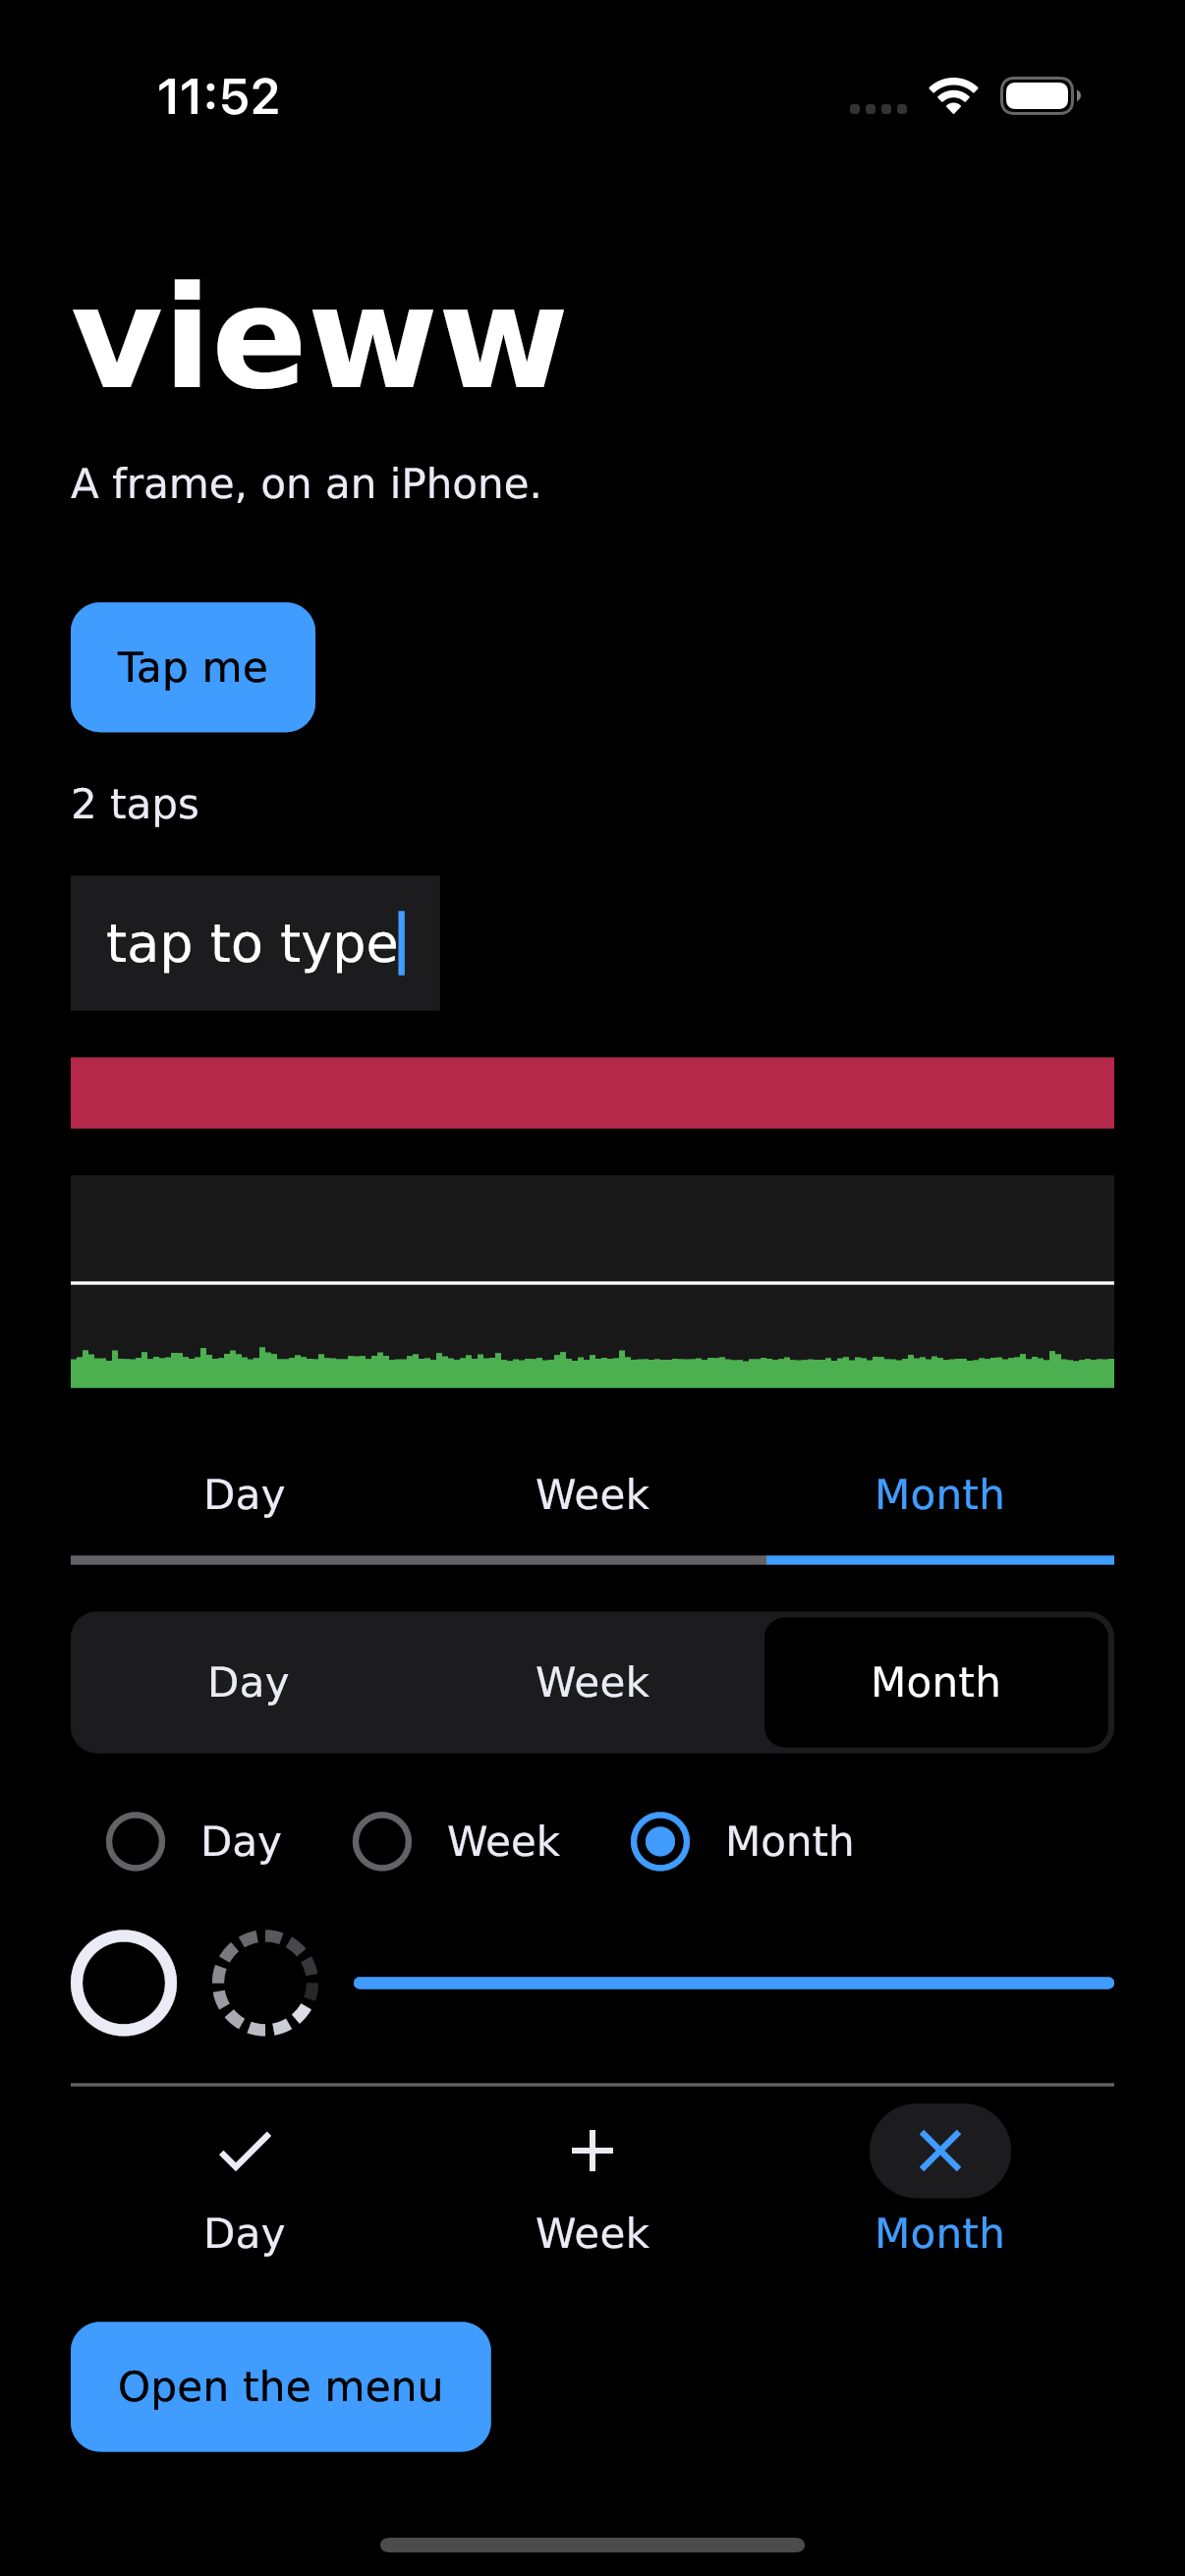 11:52
vieww
A frame, on an iPhone.
Tap me
2 taps
tap to type
Day Week Month
Day Week Month
Day Week Month
Day Week Month
Open the menu